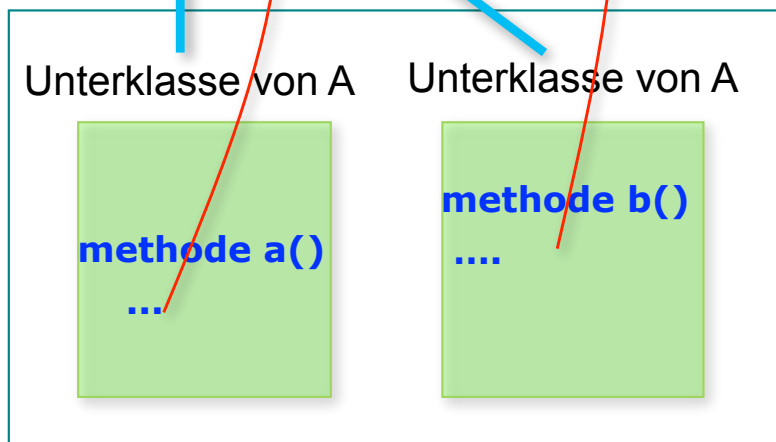 Unterklasse von A
Unterklasse von A
methode a()
...
methode b()
....